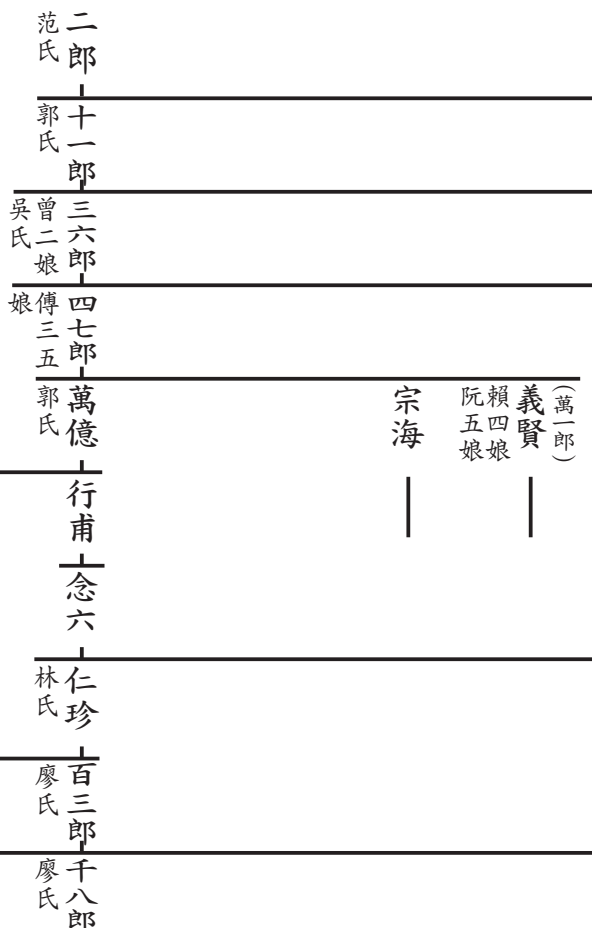 二郎
范氏
十一郎
郭氏
三六郎
曾二娘
吳氏
四七郎
傅三五
娘
(萬一郎)
義賢
賴四娘
阮五娘
宗海
萬億
郭氏
行甫
念六
仁珍
林氏
百三郎
廖氏
千八郎
廖氏